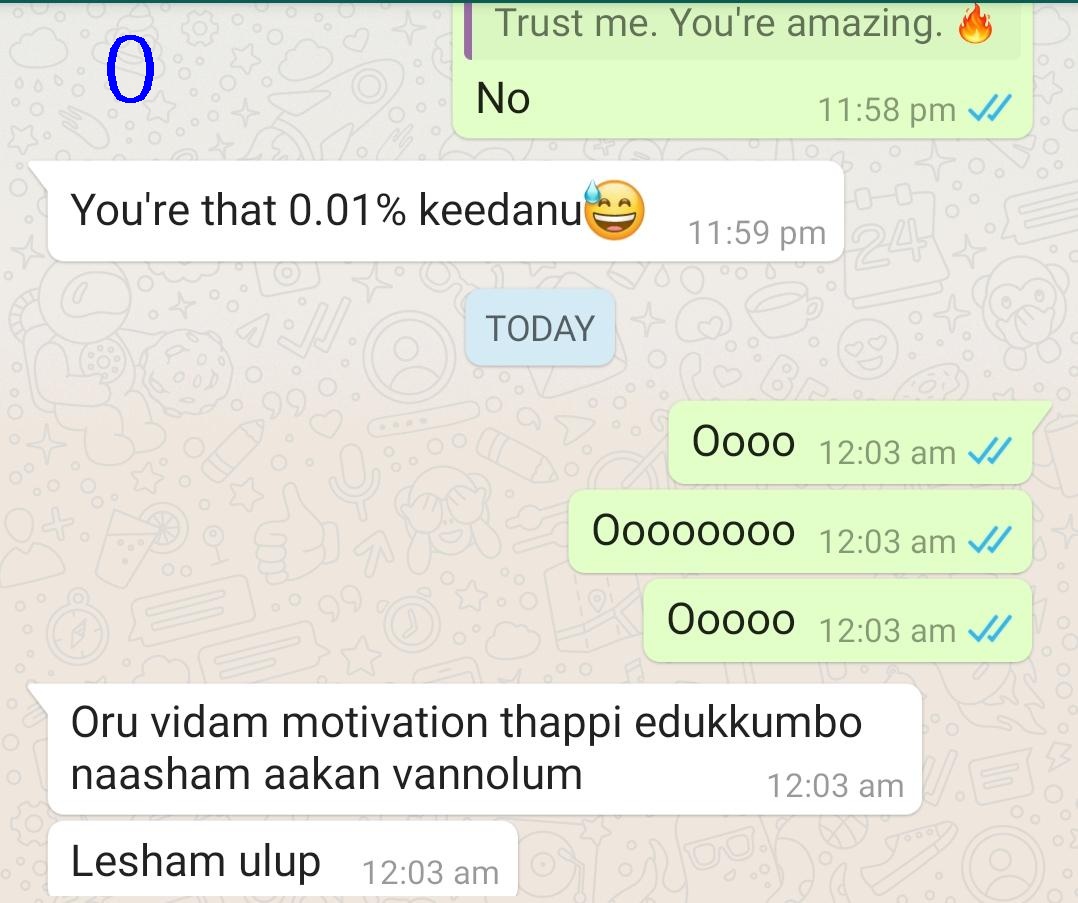 Trust me. You're amazing. 🔥
0
No
11:58 pm
You're that 0.01% keedanu😅
11:59 pm
TODAY
Oooo 12:03 am
Oooooooo 12:03 am
Ooooo 12:03 am
Oru vidam motivation thappi edukkumbo
naasham aakan vannolum
12:03 am
Lesham ulup 12:03 am